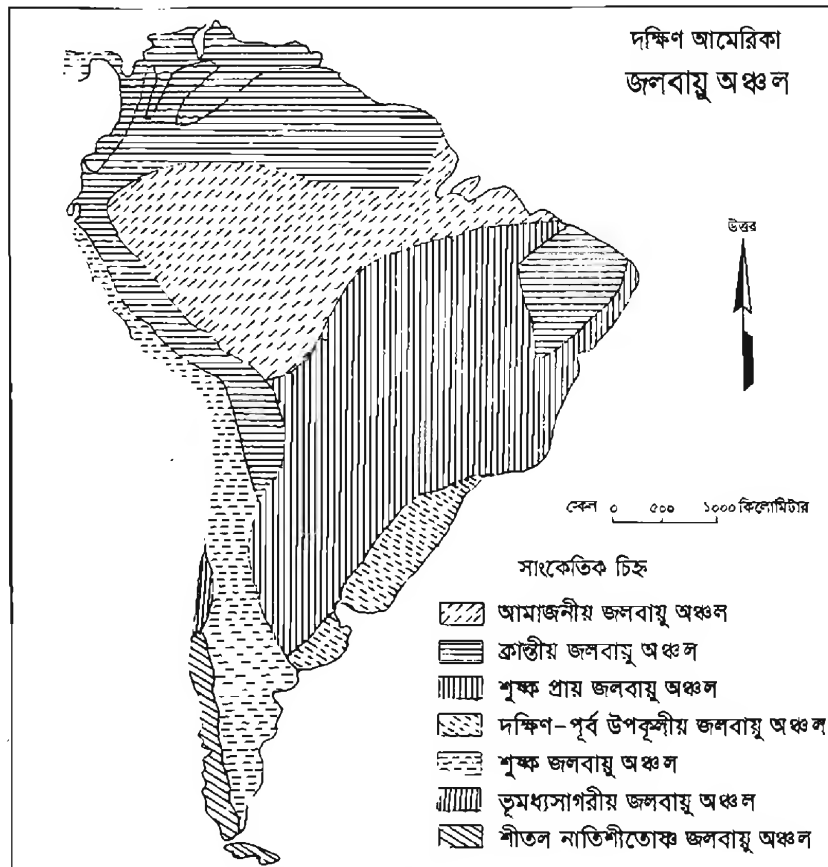 দক্ষিণ আমেরিকা
জলবায়ু অঞ্চল
উত্তর
স্কেল ০ ৫০০ ১০০০ কিলোমিটার
সাংকেতিক চিহ্ন
আমাজনীয় জলবায়ু অঞ্চল
ক্রান্তীয় জলবায়ু অঞ্চল
শুষ্ক প্রায় জলবায়ু অঞ্চল
দক্ষিণ-পূর্ব উপকূলীয় জলবায়ু অঞ্চল
শুষ্ক জলবায়ু অঞ্চল
ভূমধ্যসাগরীয় জলবায়ু অঞ্চল
শীতল নাতিশীতোষ্ণ জলবায়ু অঞ্চল